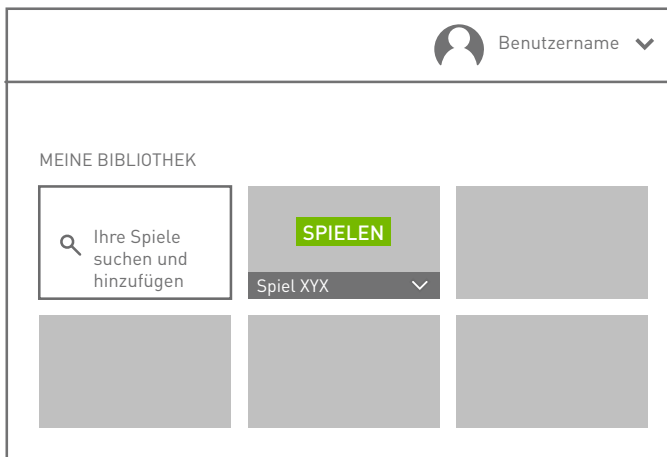 Benutzername
MEINE BIBLIOTHEK
Ihre Spiele
suchen und
hinzufügen
SPIELEN
Spiel XYX